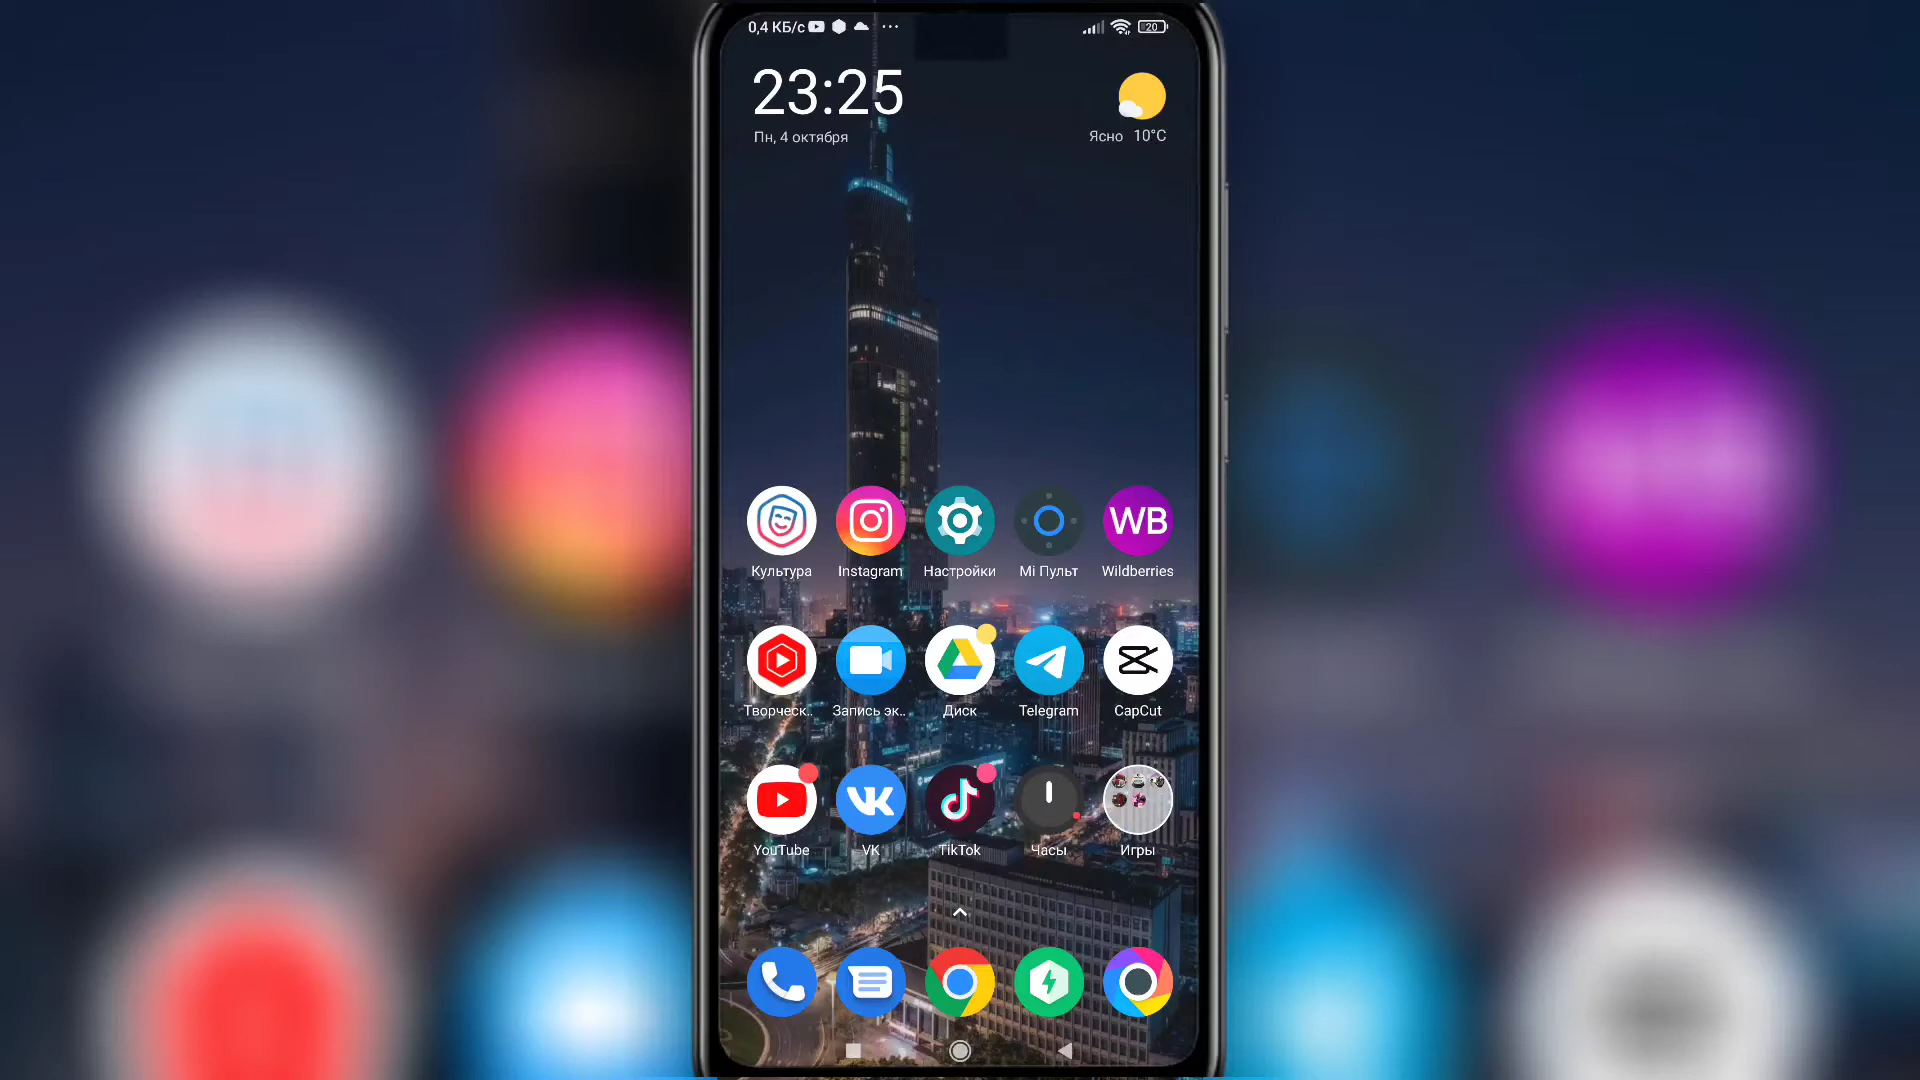 0,4 КБ/с
20
23:25
Пн, 4 октября
Ясно 10°C
WB
Культура
Instagram
Настройки
Mi Пульт
Wildberries
Творческ..
Запись эк..
Диск
Telegram
CapCut
YouTube
VK
TikTok
Часы
Игры